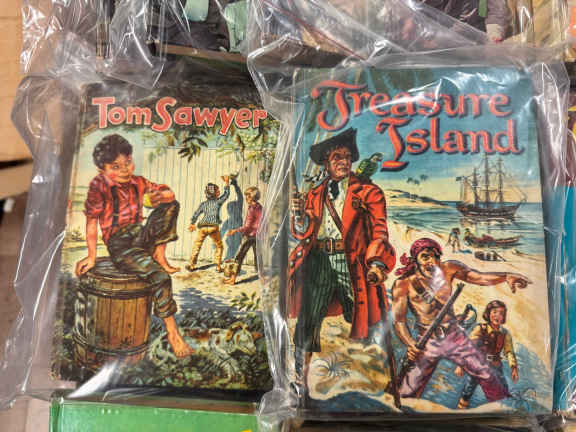 Tom Sawyer
Treasure
Island